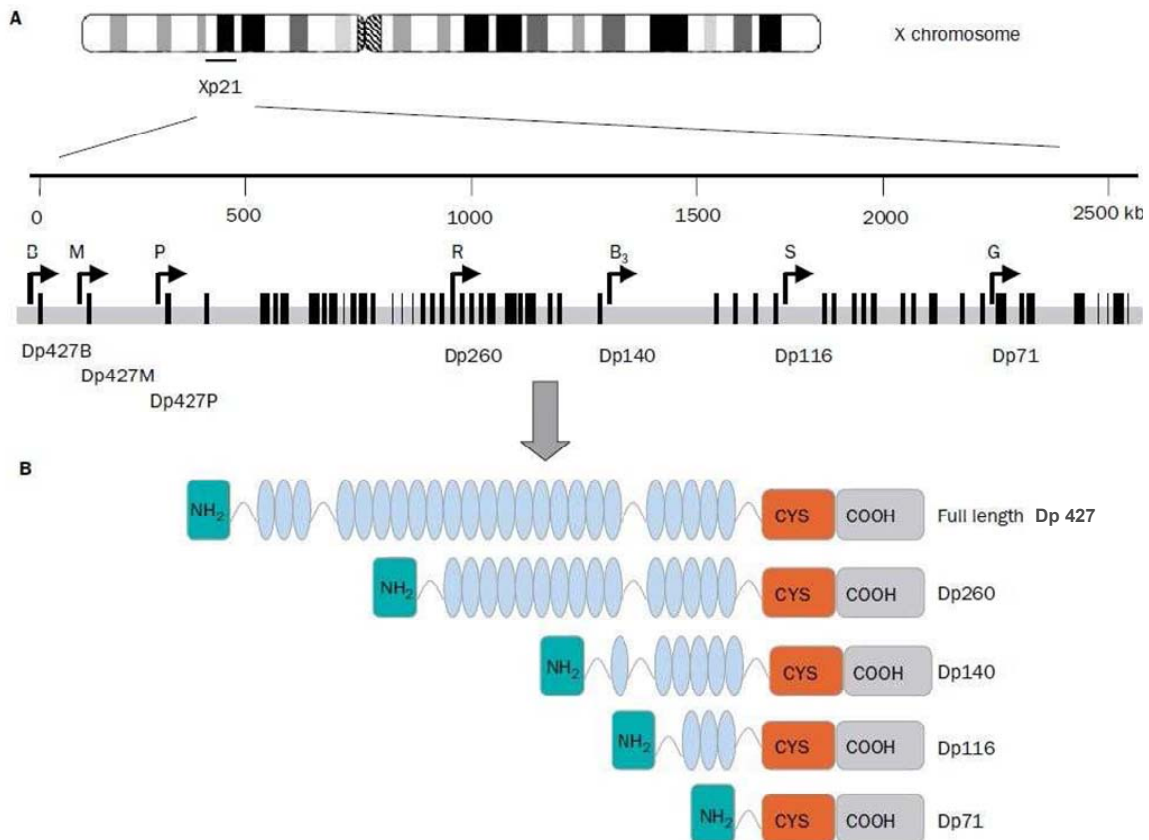 A
X chromosome
Xp21
0 500 1000 1500 2000 2500 kb
B M P R B3 S G
Dp427B Dp260 Dp140 Dp116 Dp71
Dp427M
Dp427P
B
NH2 CYS COOH Full length Dp 427
NH2 CYS COOH Dp260
NH2 CYS COOH Dp140
NH2 CYS COOH Dp116
NH2 CYS COOH Dp71